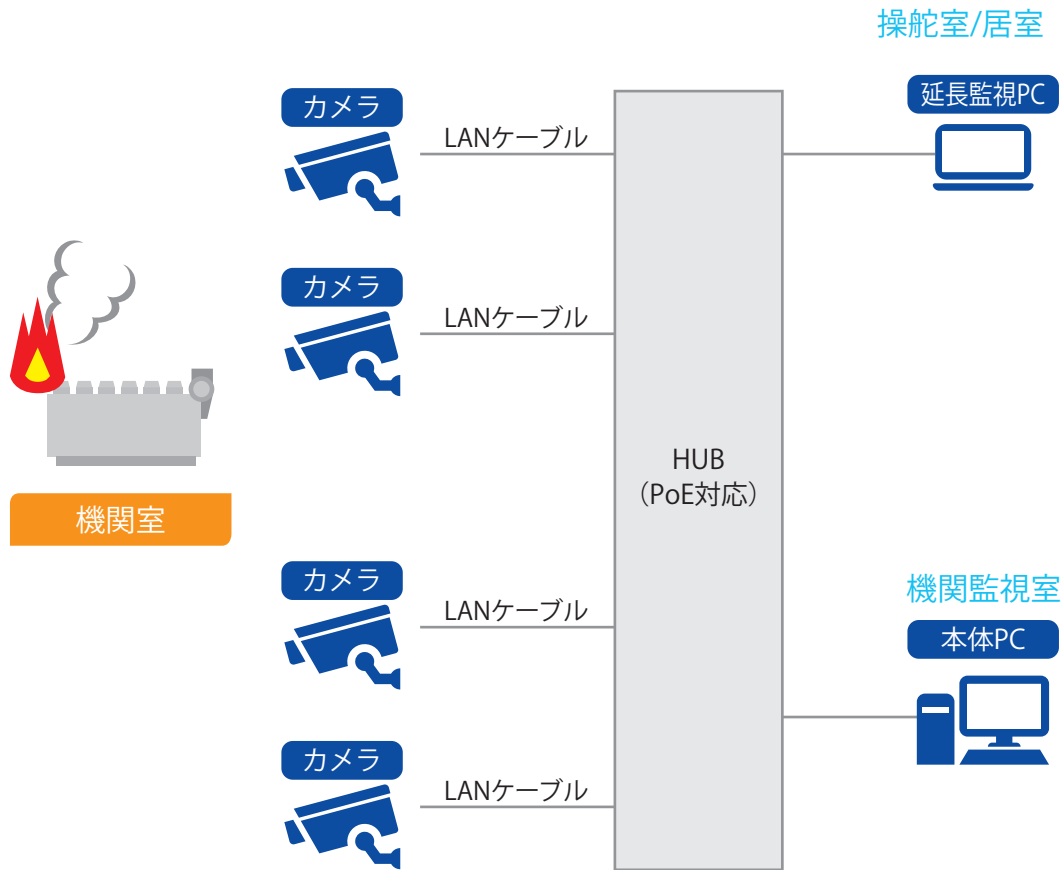 操舵室/居室
カメラ
LANケーブル
延長監視PC
カメラ
LANケーブル
HUB
（PoE対応）
機関室
カメラ
LANケーブル
機関監視室
本体PC
カメラ
LANケーブル